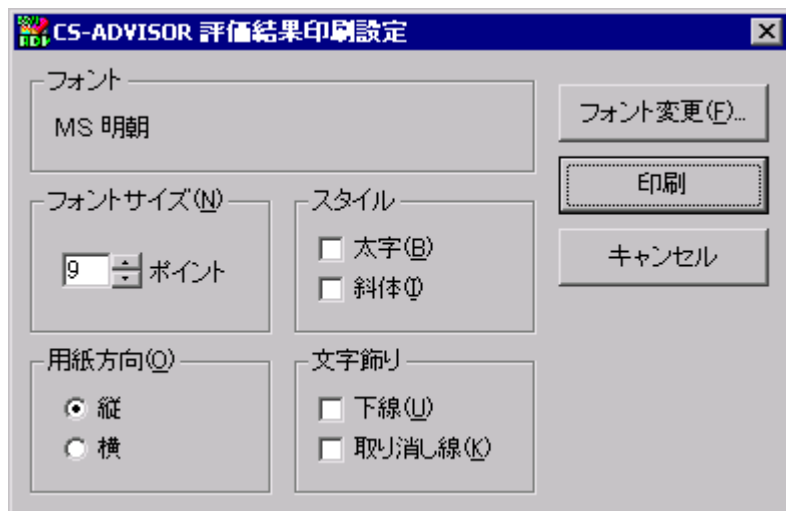 CS-ADVISOR 評価結果印刷設定
フォント
MS 明朝
フォント変更(F)...
印刷
キャンセル
フォントサイズ(N)
9 ポイント
スタイル
太字(B)
斜体(I)
用紙方向(O)
縦
横
文字飾り
下線(U)
取り消し線(K)